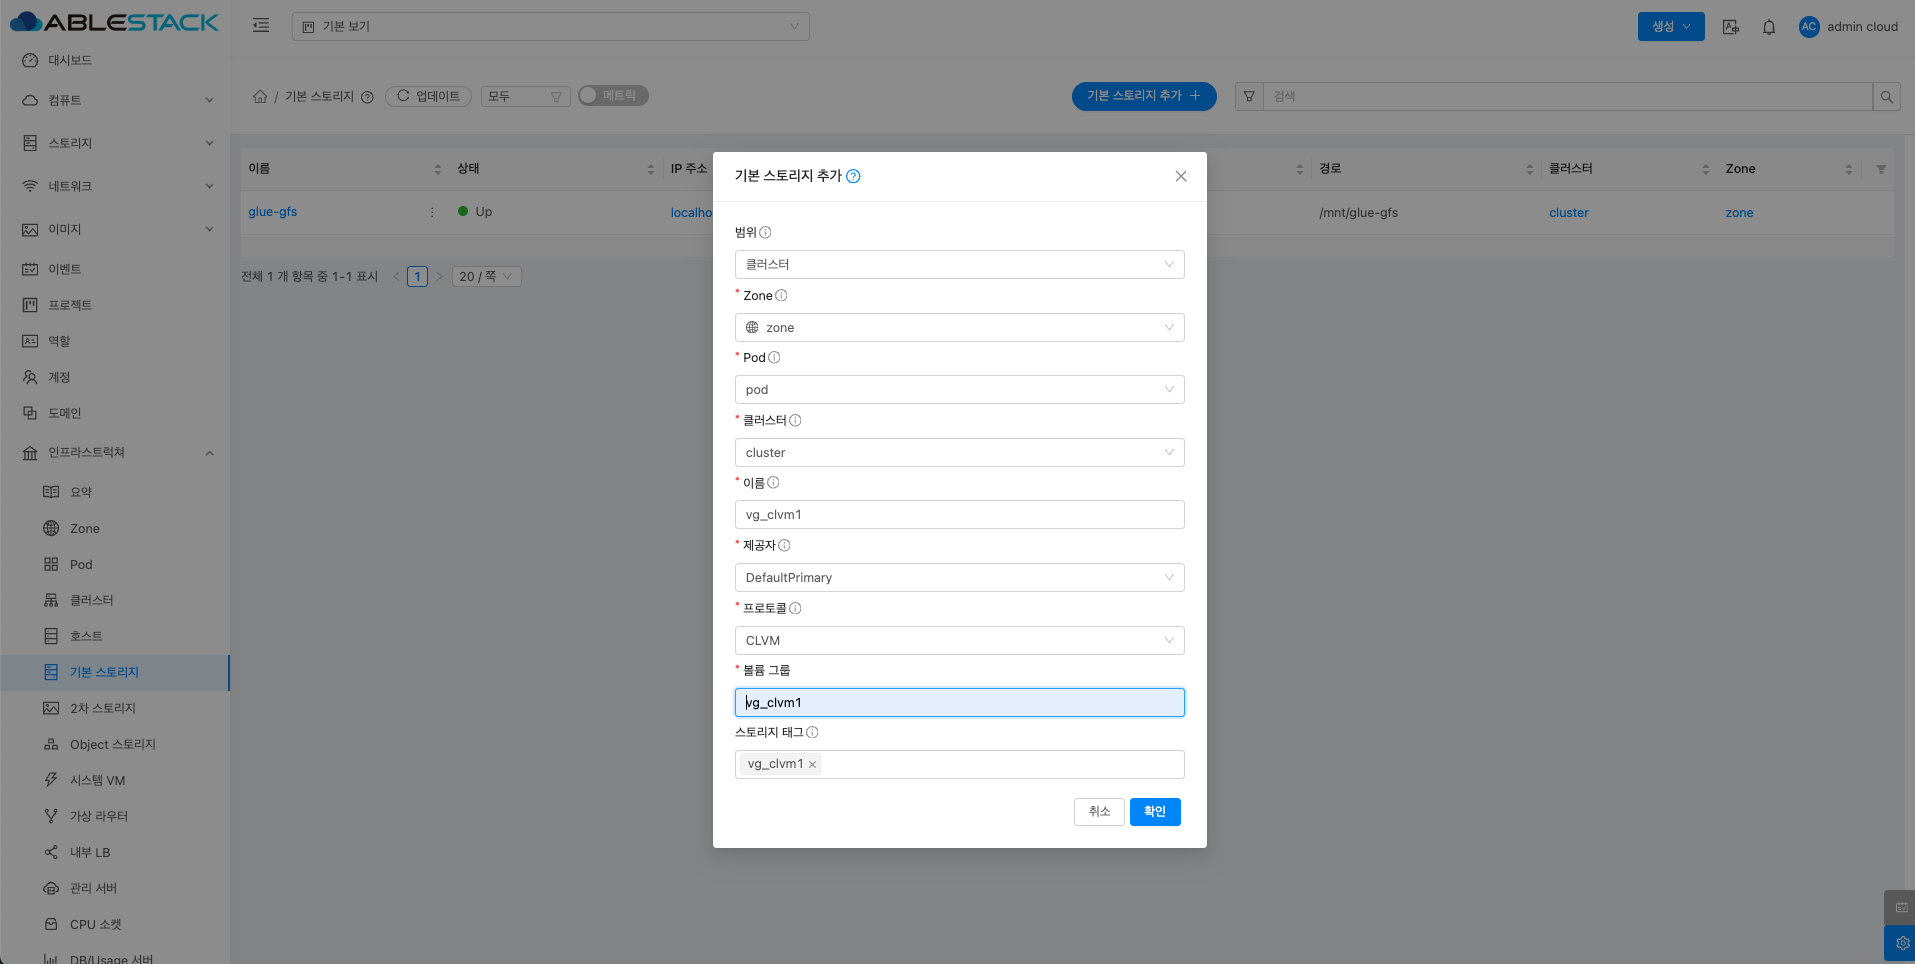 ABLESTACK
기본 보기
생성
AC
admin cloud
대시보드
컴퓨트
스토리지
네트워크
이미지
이벤트
프로젝트
역할
계정
도메인
인프라스트럭쳐
요약
Zone
Pod
클러스터
호스트
기본 스토리지
2차 스토리지
Object 스토리지
시스템 VM
가상 라우터
내부 LB
관리 서버
CPU 소켓
DB/Usage 서버
/ 기본 스토리지
업데이트
모두
메트릭
기본 스토리지 추가 +
검색
이름 상태 IP 주소 경로 클러스터 Zone
glue-gfs Up localho /mnt/glue-gfs cluster zone
전체 1 개 항목 중 1-1 표시 < 1 > 20 / 쪽
기본 스토리지 추가
범위
클러스터
* Zone
zone
* Pod
pod
* 클러스터
cluster
* 이름
vg_clvm1
* 제공자
DefaultPrimary
* 프로토콜
CLVM
* 볼륨 그룹
vg_clvm1
스토리지 태그
vg_clvm1
취소 확인